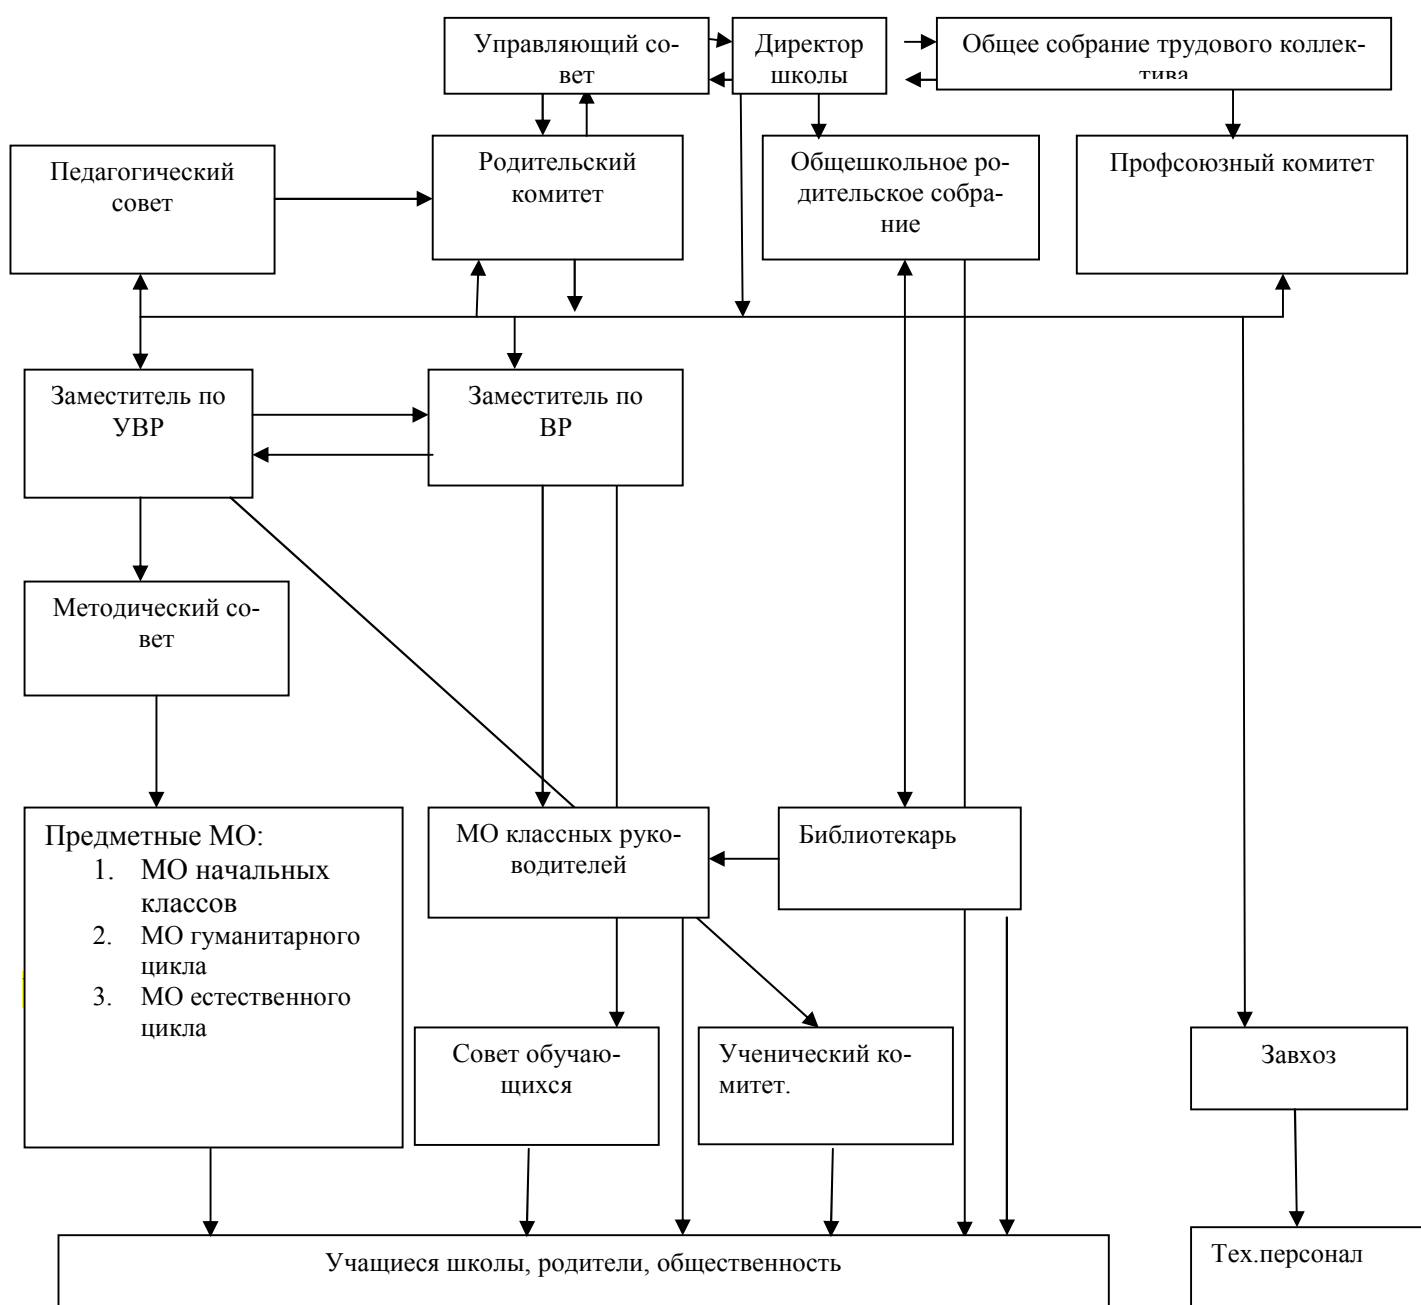 Управляющий со-
вет
Директор
школы
Общее собрание трудового коллек-
тива
Педагогический
совет
Родительский
комитет
Общешкольное ро-
дительское собра-
ние
Профсоюзный комитет
Заместитель по
УВР
Заместитель по
ВР
Методический со-
вет
Предметные МО:
1. МО начальных
классов
2. МО гуманитарного
цикла
3. МО естественного
цикла
МО классных руко-
водителей
Библиотекарь
Совет обучаю-
щихся
Ученический ко-
митет.
Завхоз
Учащиеся школы, родители, общественность
Тех.персонал